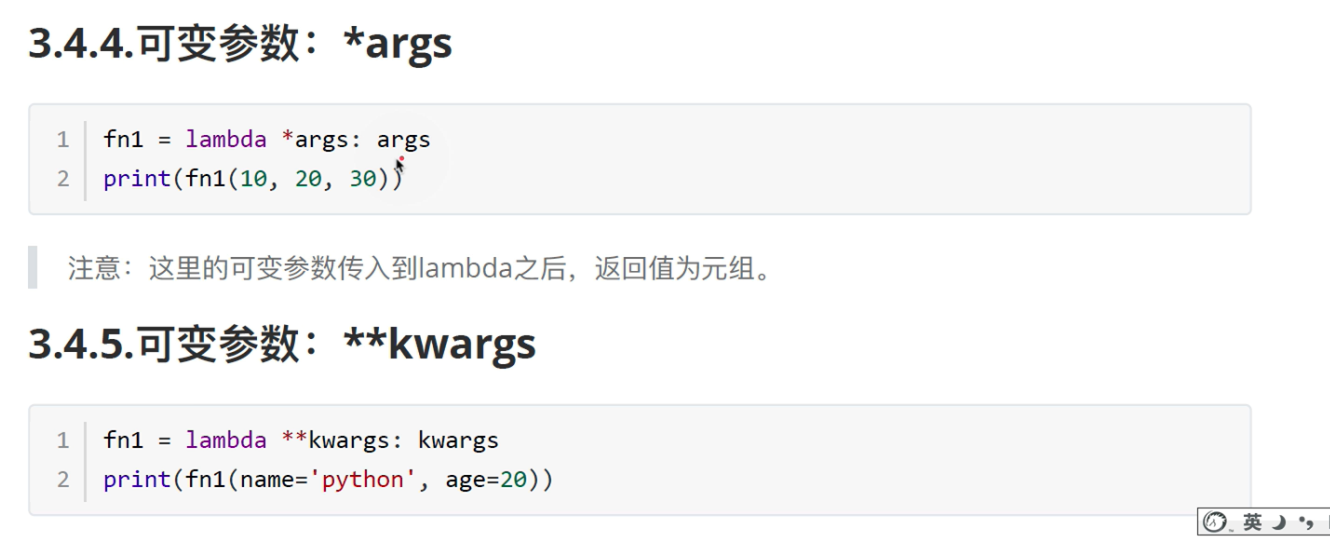 3.4.4.可变参数：*args
1 fn1 = lambda *args: args
2 print(fn1(10, 20, 30))
注意：这里的可变参数传入到lambda之后，返回值为元组。
3.4.5.可变参数：**kwargs
1 fn1 = lambda **kwargs: kwargs
2 print(fn1(name='python', age=20))
英